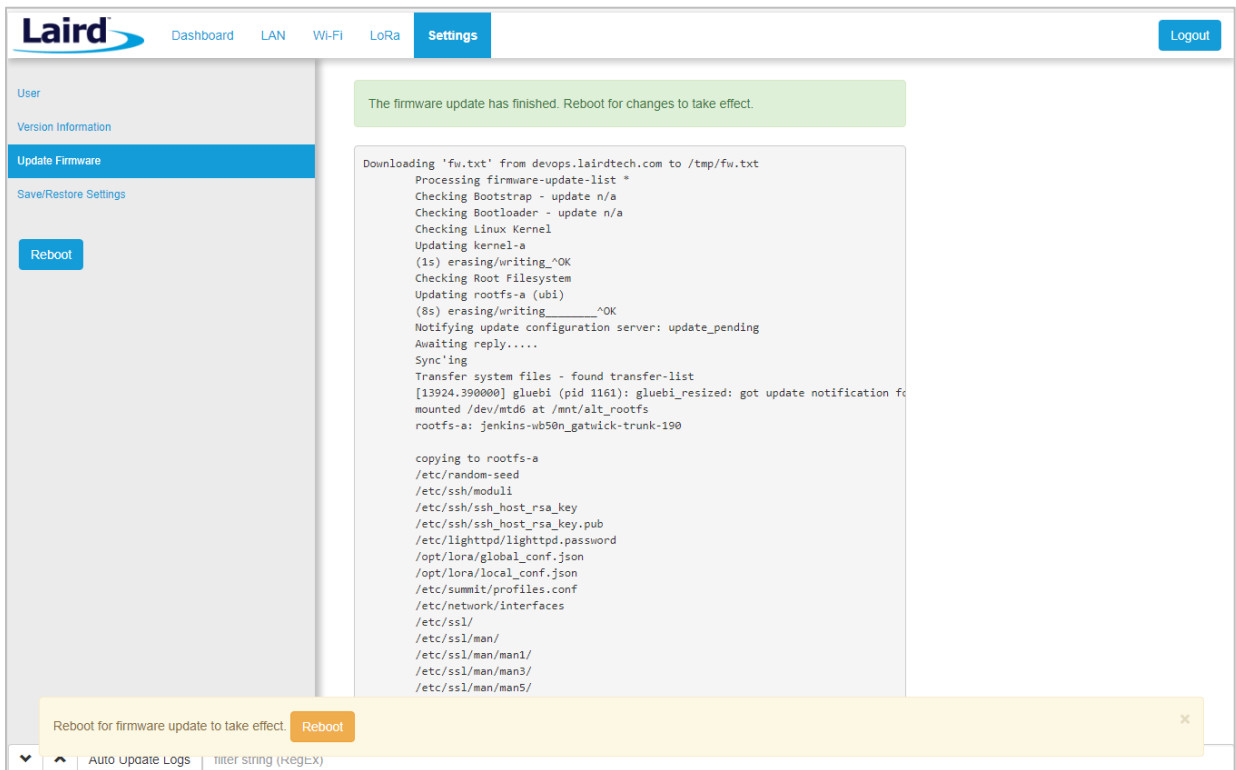 Laird
Dashboard LAN Wi-Fi LoRa Settings Logout
User
Version Information
Update Firmware
Save/Restore Settings
Reboot
The firmware update has finished. Reboot for changes to take effect.
Downloading 'fw.txt' from devops.lairdtech.com to /tmp/fw.txt
Processing firmware-update-list *
Checking Bootstrap - update n/a
Checking Bootloader - update n/a
Checking Linux Kernel
Updating kernel-a
(1s) erasing/writing_^OK
Checking Root Filesystem
Updating rootfs-a (ubi)
(8s) erasing/writing________^OK
Notifying update configuration server: update_pending
Awaiting reply.....
Sync'ing
Transfer system files - found transfer-list
[13924.390000] gluebi (pid 1161): gluebi_resized: got update notification fo
mounted /dev/mtd6 at /mnt/alt_rootfs
rootfs-a: jenkins-wb50n_gatwick-trunk-190
copying to rootfs-a
/etc/random-seed
/etc/ssh/moduli
/etc/ssh/ssh_host_rsa_key
/etc/ssh/ssh_host_rsa_key.pub
/etc/lighttpd/lighttpd.password
/opt/lora/global_conf.json
/opt/lora/local_conf.json
/etc/summit/profiles.conf
/etc/network/interfaces
/etc/ssl/
/etc/ssl/man/
/etc/ssl/man/man1/
/etc/ssl/man/man3/
/etc/ssl/man/man5/
Reboot for firmware update to take effect. Reboot ×
Auto Update Logs filter string (RegEx)